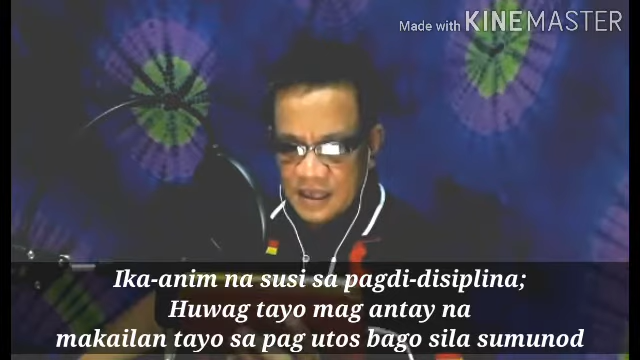 Made with KINEMASTER
Ika-anim na susi sa pagdi-disiplina;
Huwag tayo mag antay na
makailan tayo sa pag utos bago sila sumunod